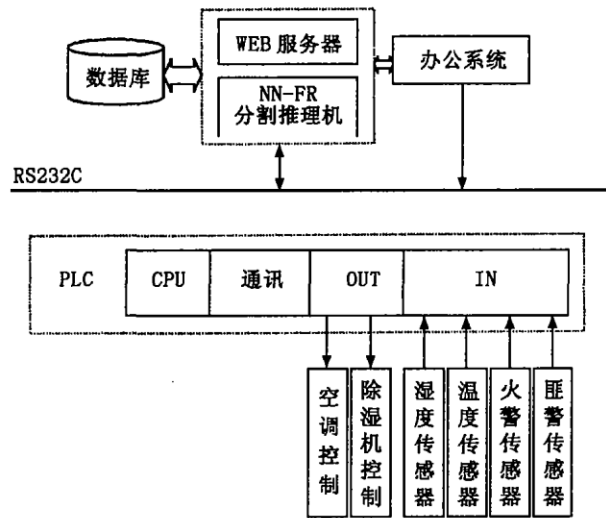 数据库
WEB 服务器
NN-FR
分割推理机
办公系统
RS232C
PLC
CPU
通讯
OUT
IN
空调控制
除湿机控制
湿度传感器
温度传感器
火警传感器
匪警传感器